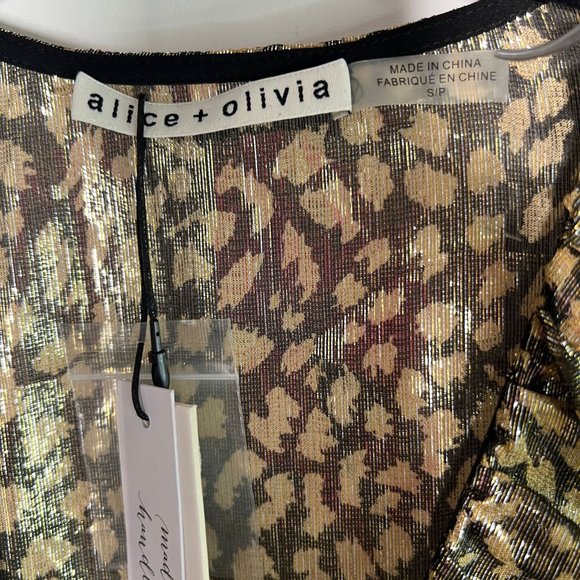 alice + olivia
MADE IN CHINA
FABRIQUÉ EN CHINE
S/P